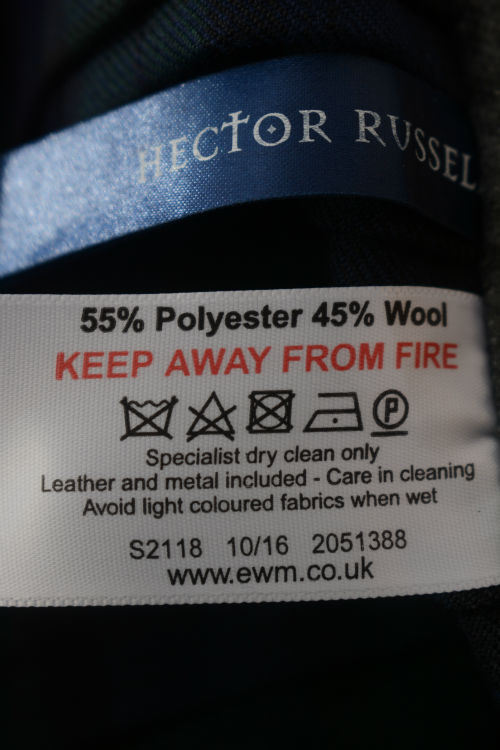 HECTOR RUSSEL
55% Polyester 45% Wool
KEEP AWAY FROM FIRE
P
Specialist dry clean only
Leather and metal included - Care in cleaning
Avoid light coloured fabrics when wet
S2118 10/16 2051388
www.ewm.co.uk